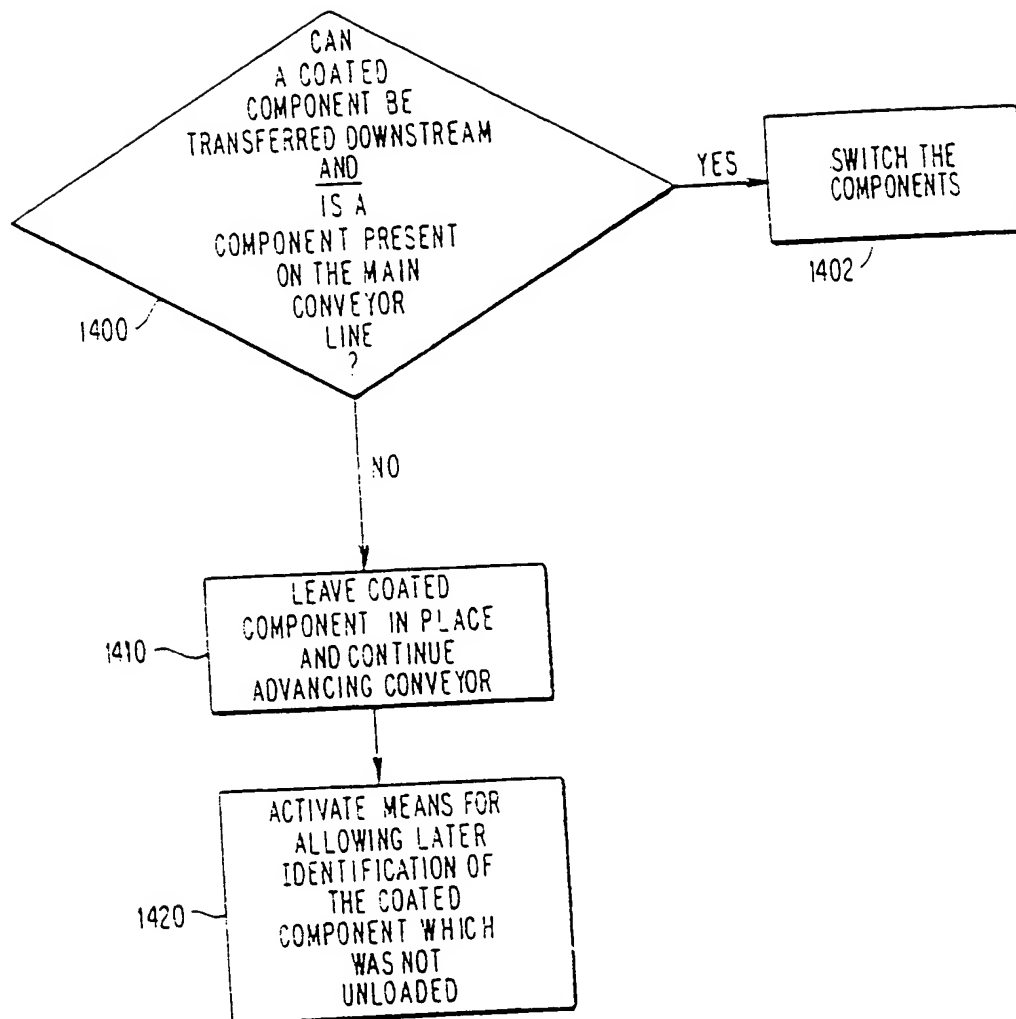 CAN
A COATED
COMPONENT BE
TRANSFERRED DOWNSTREAM
AND
IS A
COMPONENT PRESENT
ON THE MAIN
CONVEYOR
LINE
?
1400
YES
SWITCH THE
COMPONENTS
1402
NO
LEAVE COATED
COMPONENT IN PLACE
AND CONTINUE
ADVANCING CONVEYOR
1410
ACTIVATE MEANS FOR
ALLOWING LATER
IDENTIFICATION OF
THE COATED
COMPONENT WHICH
WAS NOT
UNLOADED
1420